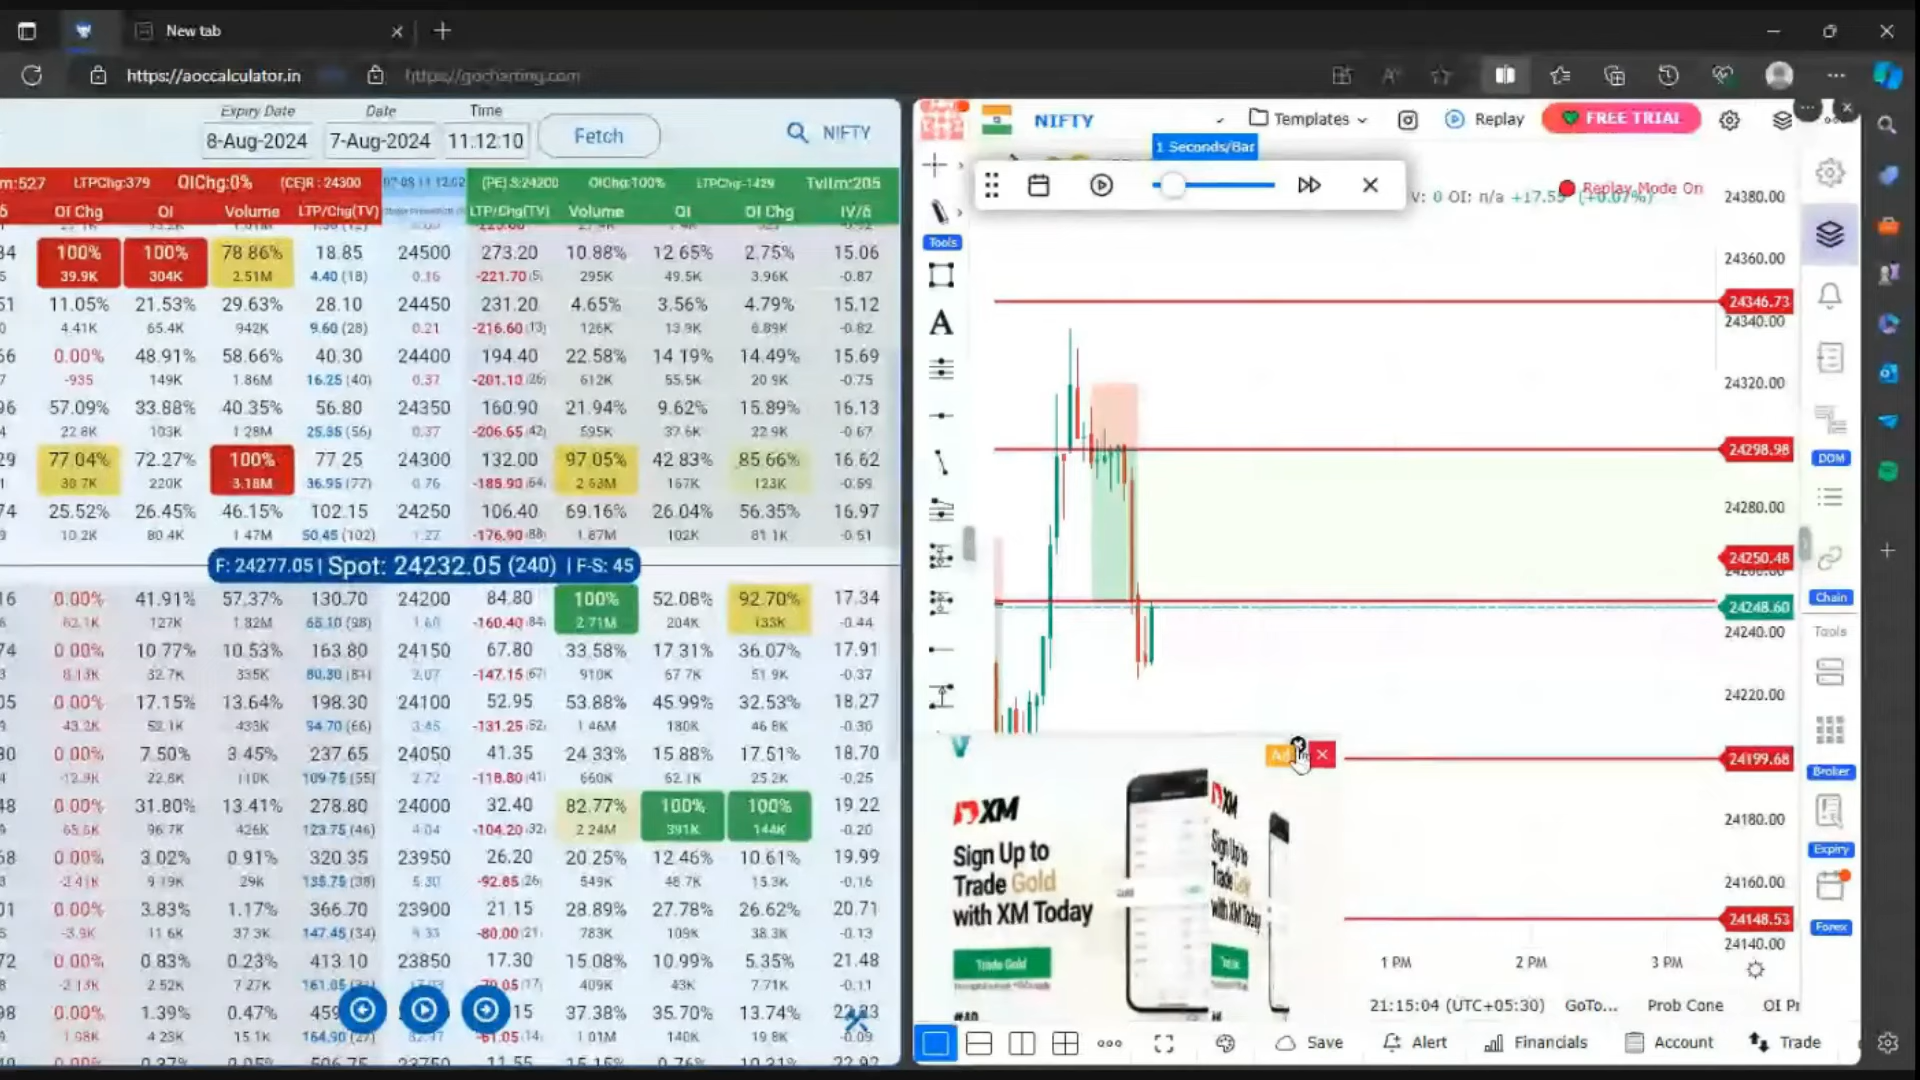 New tab
https://aoccalculator.in https://gocharting.com
Expiry Date Date Time
8-Aug-2024 7-Aug-2024 11:12:10 Fetch NIFTY
LTPChg:379 OIChg:0% (CE)R : 24300 (PE) S:24200 OIChg:100% LTPChg-1429
OI Chg OI Volume LTP/Chg(TV) LTP/Chg(TV) Volume OI OI Chg IV/δ
100% 100% 78.86% 18.85 24500 273.20 10.88% 12.65% 2.75% 15.06
39.9K 304K 2.51M 4.40 (18) 0.16 -221.70 295K 49.5K 3.96K -0.87
11.05% 21.53% 29.63% 28.10 24450 231.20 4.65% 3.56% 4.79% 15.12
4.41K 65.4K 942K 9.60 (28) 0.21 -216.60 126K 13.9K 6.89K -0.82
0.00% 48.91% 58.66% 40.30 24400 194.40 22.58% 14.19% 14.49% 15.69
-935 149K 1.86M 16.25 (40) 0.37 -201.10 612K 55.5K 20.9K -0.75
57.09% 33.88% 40.35% 56.80 24350 160.90 21.94% 9.62% 15.89% 16.13
22.8K 103K 1.28M 25.35 (56) 0.37 -206.65 595K 37.6K 22.9K -0.67
77.04% 72.27% 100% 77.25 24300 132.00 97.05% 42.83% 85.66% 16.62
30.7K 220K 3.18M 36.95 (77) 0.76 -185.90 2.63M 167K 123K -0.59
25.52% 26.45% 46.15% 102.15 24250 106.40 69.16% 26.04% 56.35% 16.97
10.2K 80.4K 1.47M 50.45 (102) 1.27 -176.90 1.87M 102K 81.1K -0.51
F: 24277.05 | Spot: 24232.05 (240) | F-S: 45
0.00% 41.91% 57.37% 130.70 24200 84.80 100% 52.08% 92.70% 17.34
127K 1.82M 65.10 (98) 1.60 -160.40 2.71M 204K 133K -0.44
0.00% 10.77% 10.53% 163.80 24150 67.80 33.58% 17.31% 36.07% 17.91
32.7K 335K 80.30 2.07 -147.15 910K 67.7K 51.9K -0.37
0.00% 17.15% 13.64% 198.30 24100 52.95 53.88% 45.99% 32.53% 18.27
433K 94.70 (66) 3.45 -131.25 1.46M 180K 46.8K -0.30
0.00% 7.50% 3.45% 237.65 24050 41.35 24.33% 15.88% 17.51% 18.70
22.8K 110K 109.75 (55) 2.72 -118.80 660K 62.1K 25.2K -0.25
0.00% 31.80% 13.41% 278.80 24000 32.40 82.77% 100% 100% 19.22
96.7K 426K 123.75 (46) 4.04 -104.20 2.24M 391K 144K -0.20
0.00% 3.02% 0.91% 320.35 23950 26.20 20.25% 12.46% 10.61% 19.99
-2.41K 9.19K 29K 135.75 (38) 5.30 -92.85 549K 48.7K 15.3K -0.16
0.00% 3.83% 1.17% 366.70 23900 21.15 28.89% 27.78% 26.62% 20.71
-3.9K 11.6K 37.3K 147.45 (34) -80.00 783K 109K 38.3K -0.13
0.00% 0.83% 0.23% 413.10 23850 17.30 15.08% 10.99% 5.35% 21.48
-2.13K 2.52K 7.27K 409K 43K 7.71K -0.11
0.00% 1.39% 0.47% 37.38% 35.70% 13.74%
4.23K 15.1K 164.90 (27) -61.05 1.01M 140K 19.8K -0.09
NIFTY Templates Replay FREE TRIAL
1 Seconds/Bar
V: 0 OI: n/a +17.55 (+0.07%) Replay Mode On
Tools
24380.00
24360.00
24346.73
24340.00
24320.00
24298.98
24280.00
24250.48
24248.60
24240.00
24220.00
24199.68
24180.00
24160.00
24148.53
24140.00
DOM
Chain
Tools
Broker
Expiry
Forex
XM
Sign Up to
Trade Gold
with XM Today
Trade Gold
1 PM 2 PM 3 PM
21:15:04 (UTC+05:30) GoTo... Prob Cone OI Pr
Save Alert Financials Account Trade